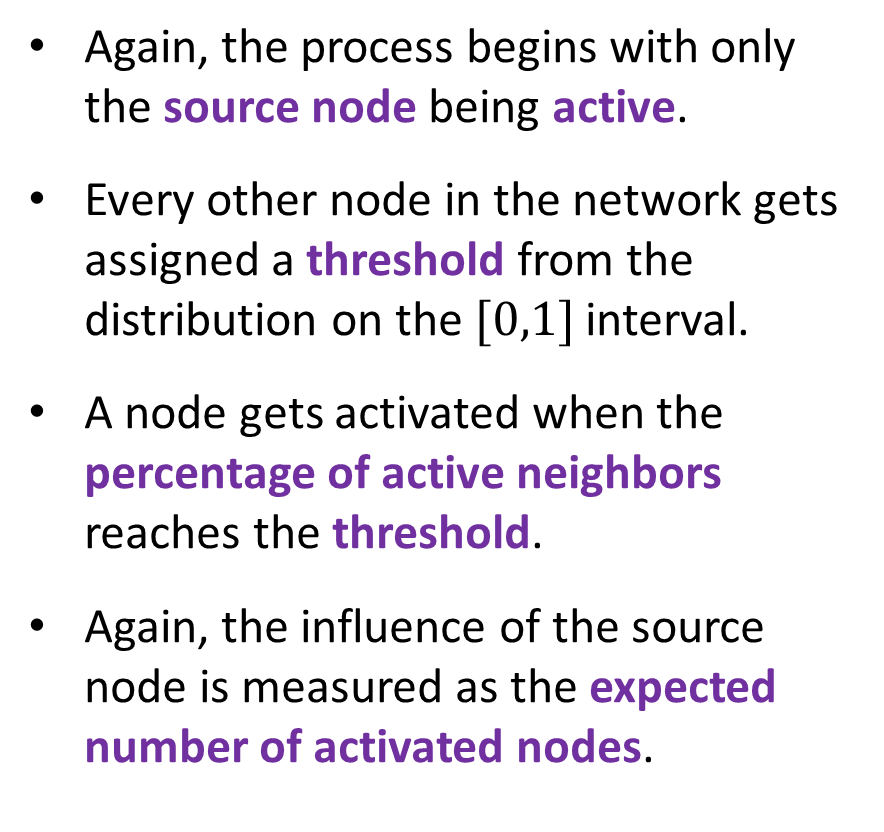 • Again, the process begins with only
the source node being active.
• Every other node in the network gets
assigned a threshold from the
distribution on the [0,1] interval.
• A node gets activated when the
percentage of active neighbors
reaches the threshold.
• Again, the influence of the source
node is measured as the expected
number of activated nodes.